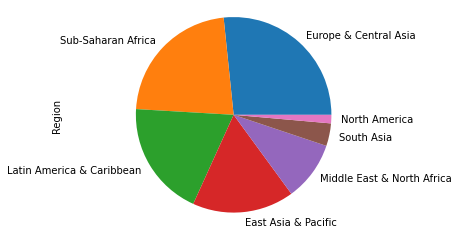 Europe & Central Asia
Sub-Saharan Africa
Region
North America
South Asia
Latin America & Caribbean
Middle East & North Africa
East Asia & Pacific